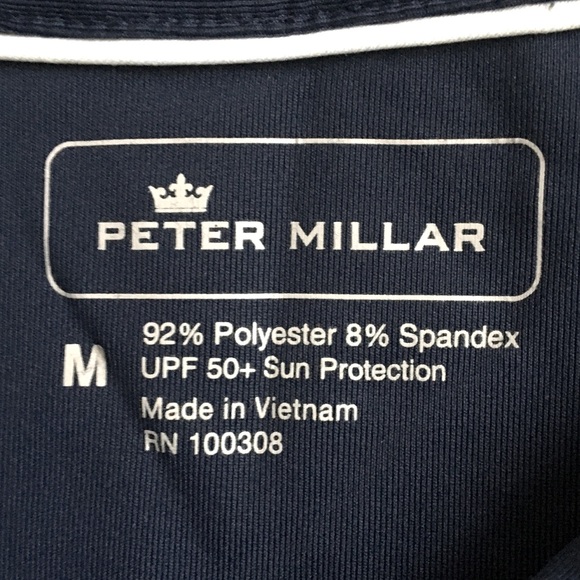 PETER MILLAR
M
92% Polyester 8% Spandex
UPF 50+ Sun Protection
Made in Vietnam
RN 100308